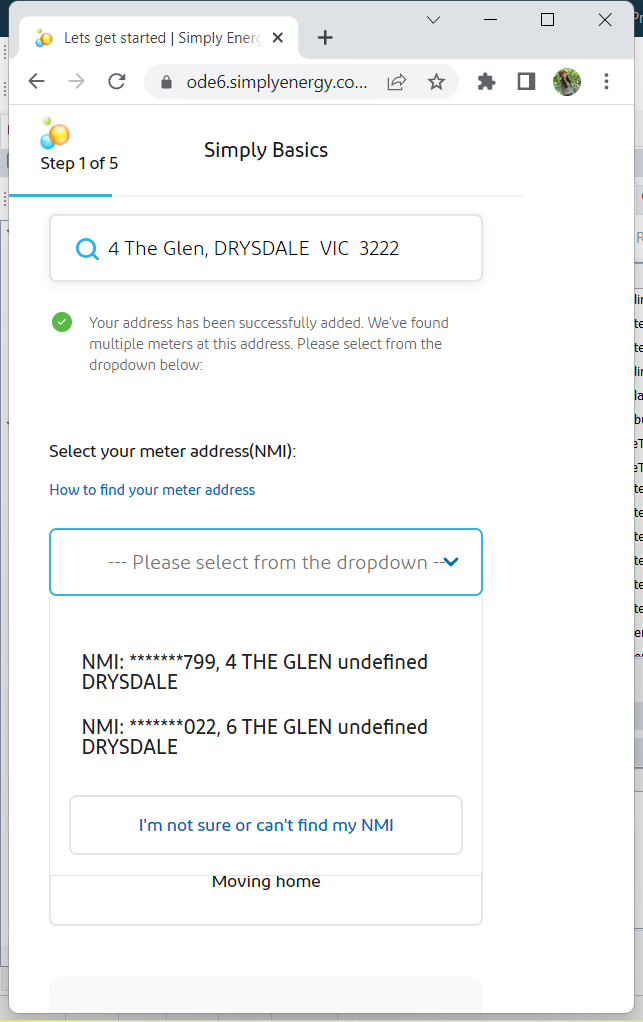 Lets get started | Simply Energ
ode6.simplyenergy.co...
Step 1 of 5
Simply Basics
4 The Glen, DRYSDALE  VIC  3222
Your address has been successfully added. We've found
multiple meters at this address. Please select from the
dropdown below:
Select your meter address(NMI):
How to find your meter address
--- Please select from the dropdown --
NMI: *******799, 4 THE GLEN undefined
DRYSDALE
NMI: *******022, 6 THE GLEN undefined
DRYSDALE
I'm not sure or can't find my NMI
Moving home